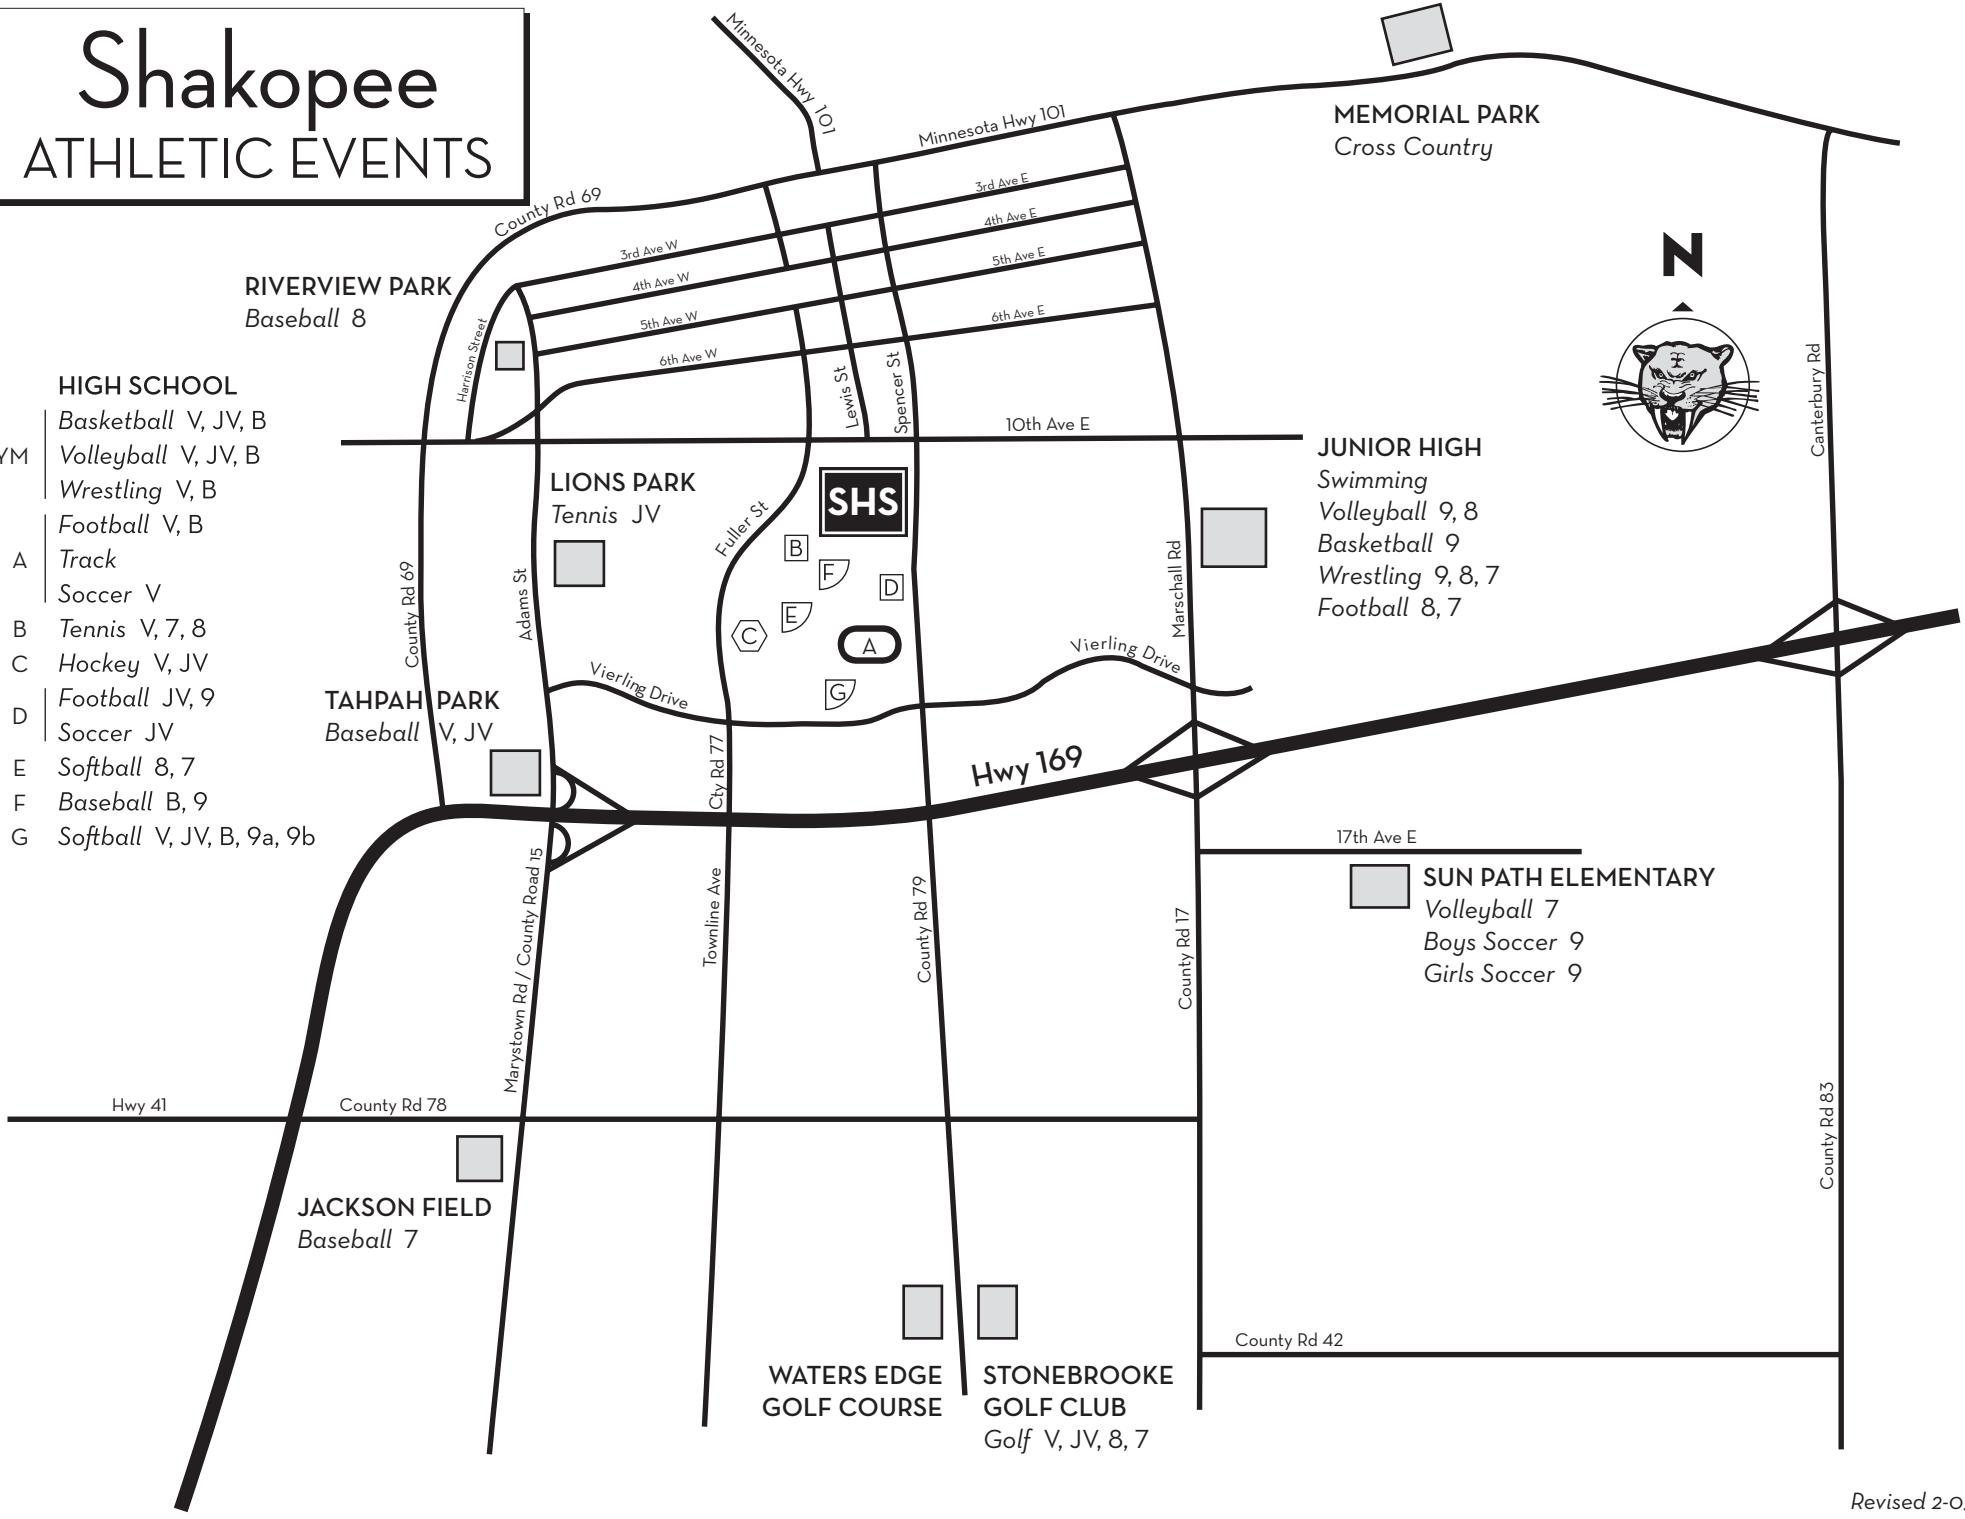 Shakopee
ATHLETIC EVENTS
Minnesota Hwy 101
Minnesota Hwy 101
MEMORIAL PARK
Cross Country
County Rd 69
3rd Ave E
4th Ave E
5th Ave E
6th Ave E
3rd Ave W
4th Ave W
5th Ave W
6th Ave W
N
RIVERVIEW PARK
Baseball 8
Harrison Street
Lewis St
Spencer St
10th Ave E
Canterbury Rd
HIGH SCHOOL
Basketball V, JV, B
YM Volleyball V, JV, B
Wrestling V, B
Football V, B
A Track
Soccer V
B Tennis V, 7, 8
C Hockey V, JV
Football JV, 9
D
Soccer JV
E Softball 8, 7
F Baseball B, 9
G Softball V, JV, B, 9a, 9b
LIONS PARK
Tennis JV
SHS
Fuller St
B
F
D
E
C
A
G
JUNIOR HIGH
Swimming
Volleyball 9, 8
Basketball 9
Wrestling 9, 8, 7
Football 8, 7
County Rd 69
Adams St
Marschall Rd
Vierling Drive
Vierling Drive
TAHPAH PARK
Baseball V, JV
Cty Rd 77
Hwy 169
17th Ave E
SUN PATH ELEMENTARY
Volleyball 7
Boys Soccer 9
Girls Soccer 9
Marystown Rd / County Road 15
Townline Ave
County Rd 79
County Rd 17
Hwy 41
County Rd 78
County Rd 83
JACKSON FIELD
Baseball 7
County Rd 42
WATERS EDGE
GOLF COURSE
STONEBROOKE
GOLF CLUB
Golf V, JV, 8, 7
Revised 2-0